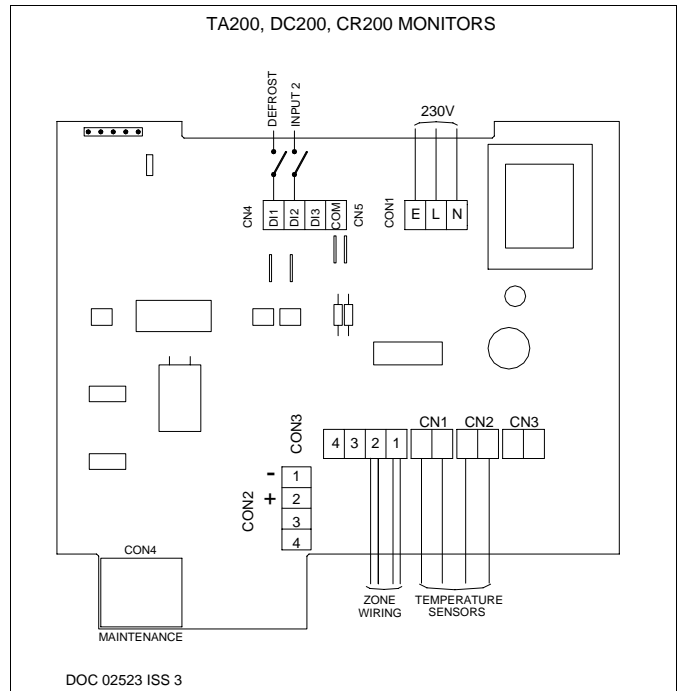 TA200, DC200, CR200 MONITORS
DEFROST
INPUT 2
230V
CN4
DI1
DI2
DI3
COM
CN5
CON1
E L N
CON3
4 3 2 1
CN1
CN2
CN3
CON2
- 1
+ 2
3
4
CON4
MAINTENANCE
ZONE
WIRING
TEMPERATURE
SENSORS
DOC 02523 ISS 3